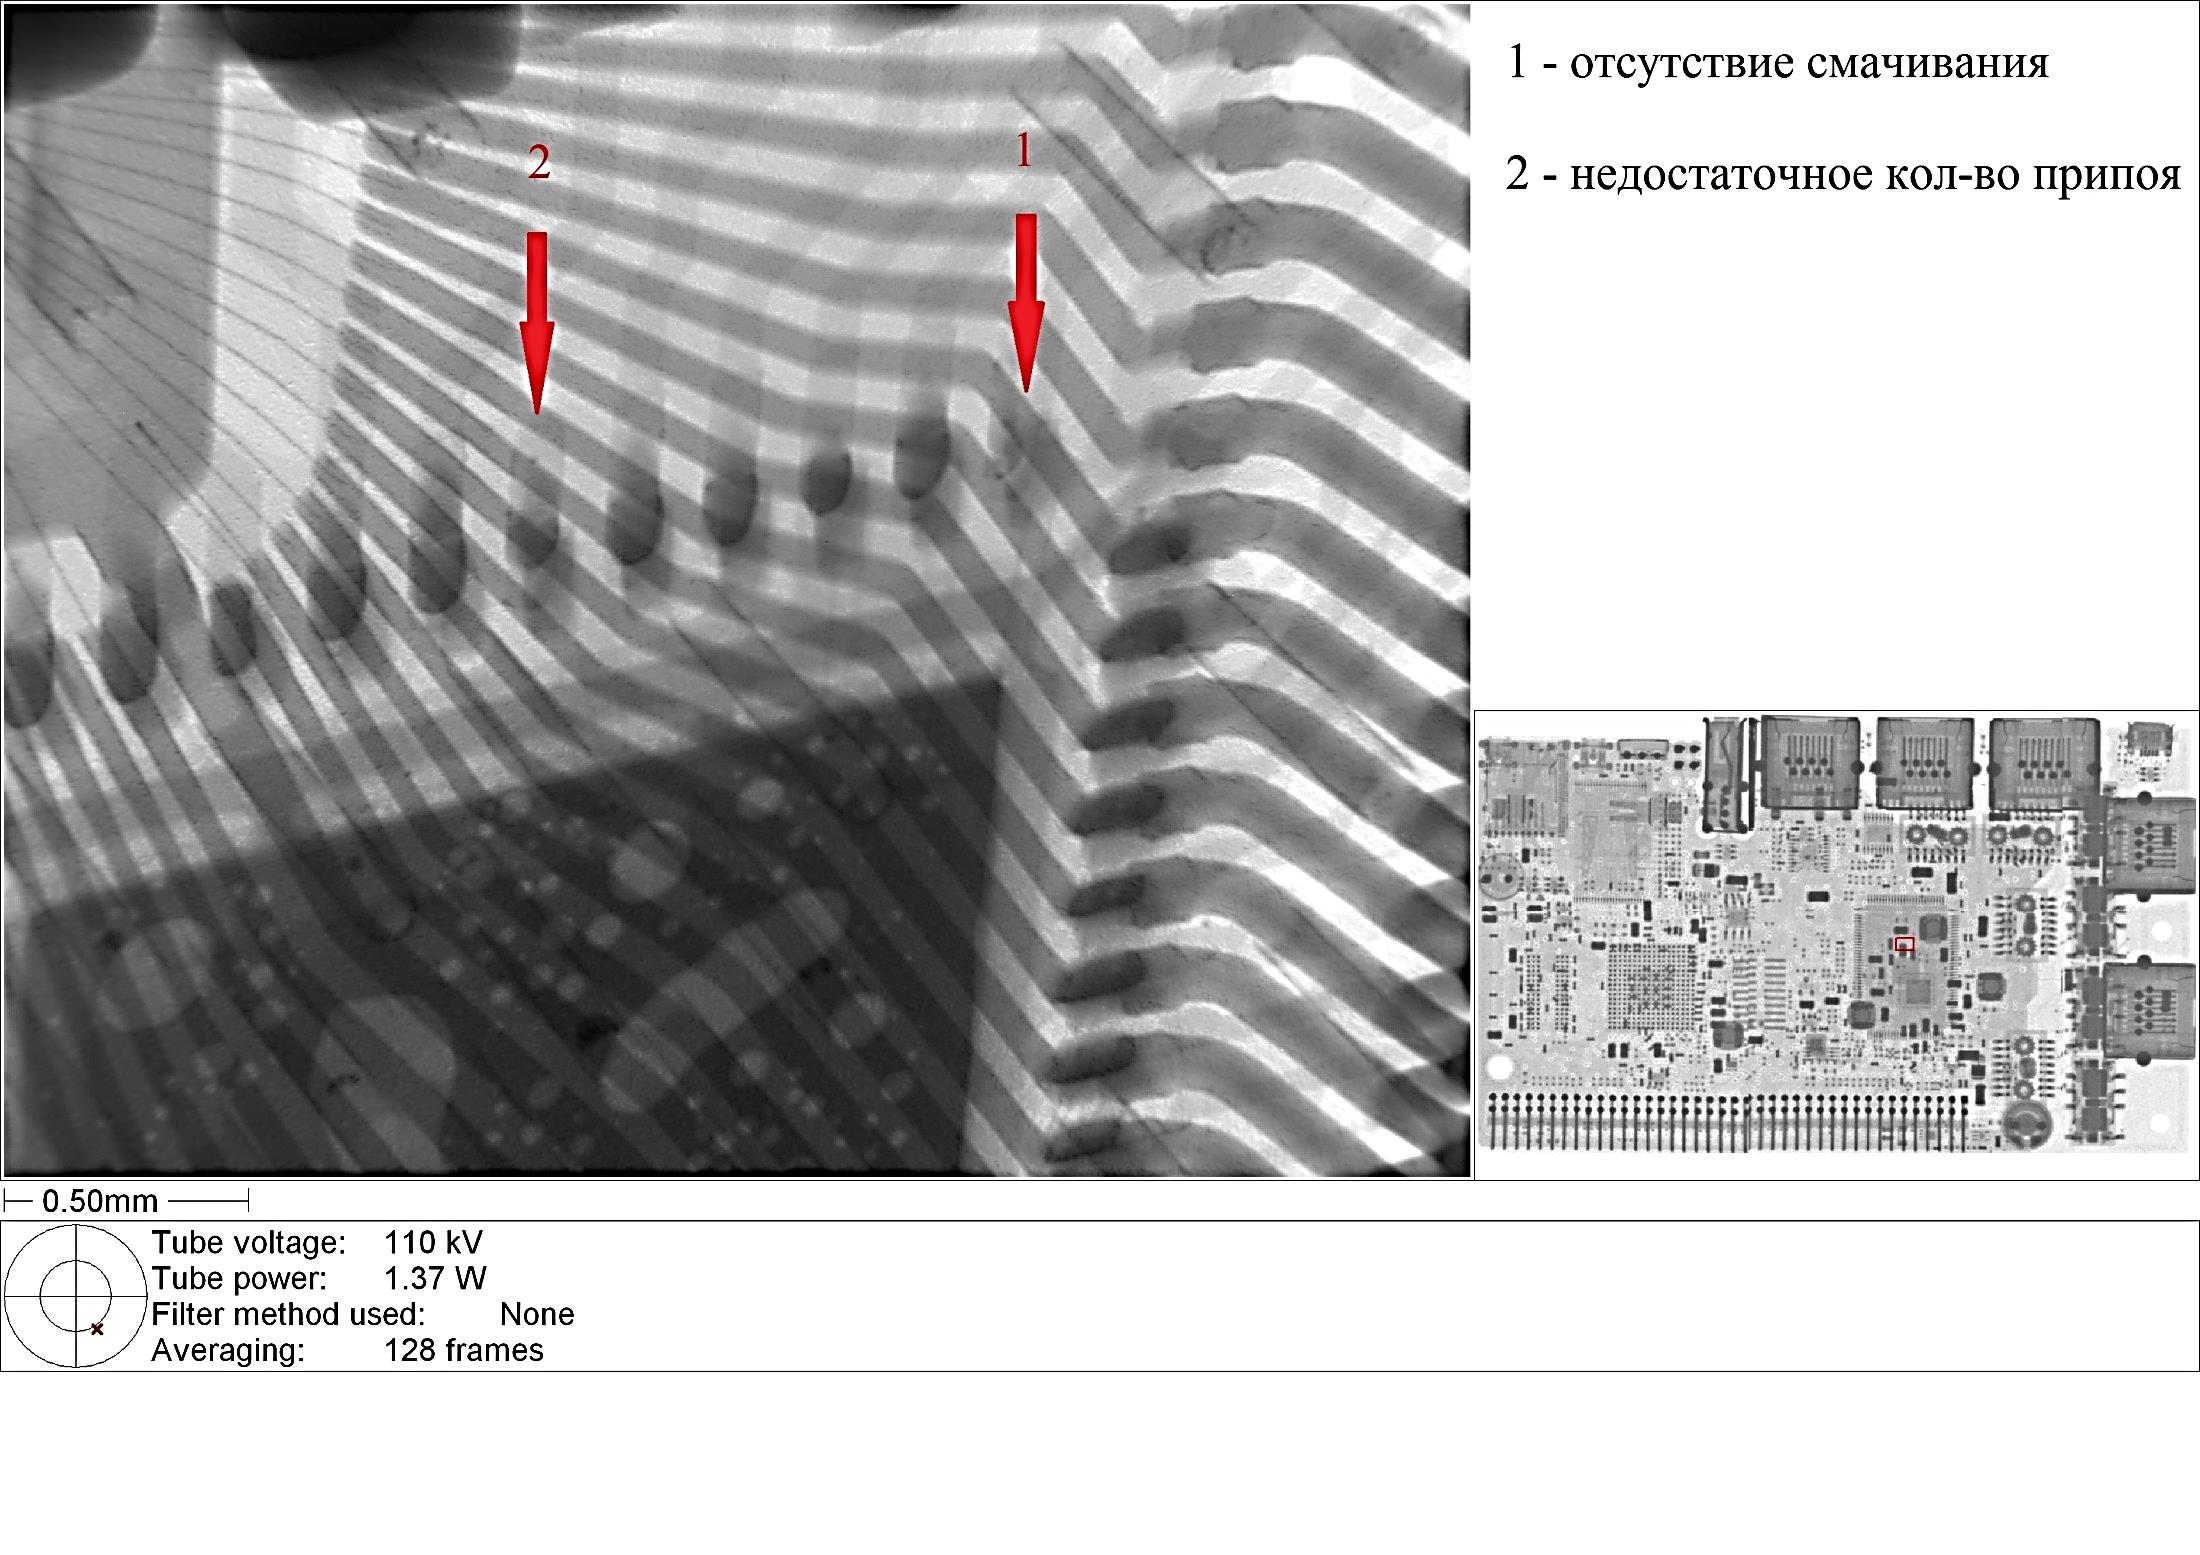 1 - отсутствие смачивания
2 - недостаточное кол-во припоя
2
1
0.50mm
Tube voltage: 110 kV
Tube power: 1.37 W
Filter method used: None
Averaging: 128 frames